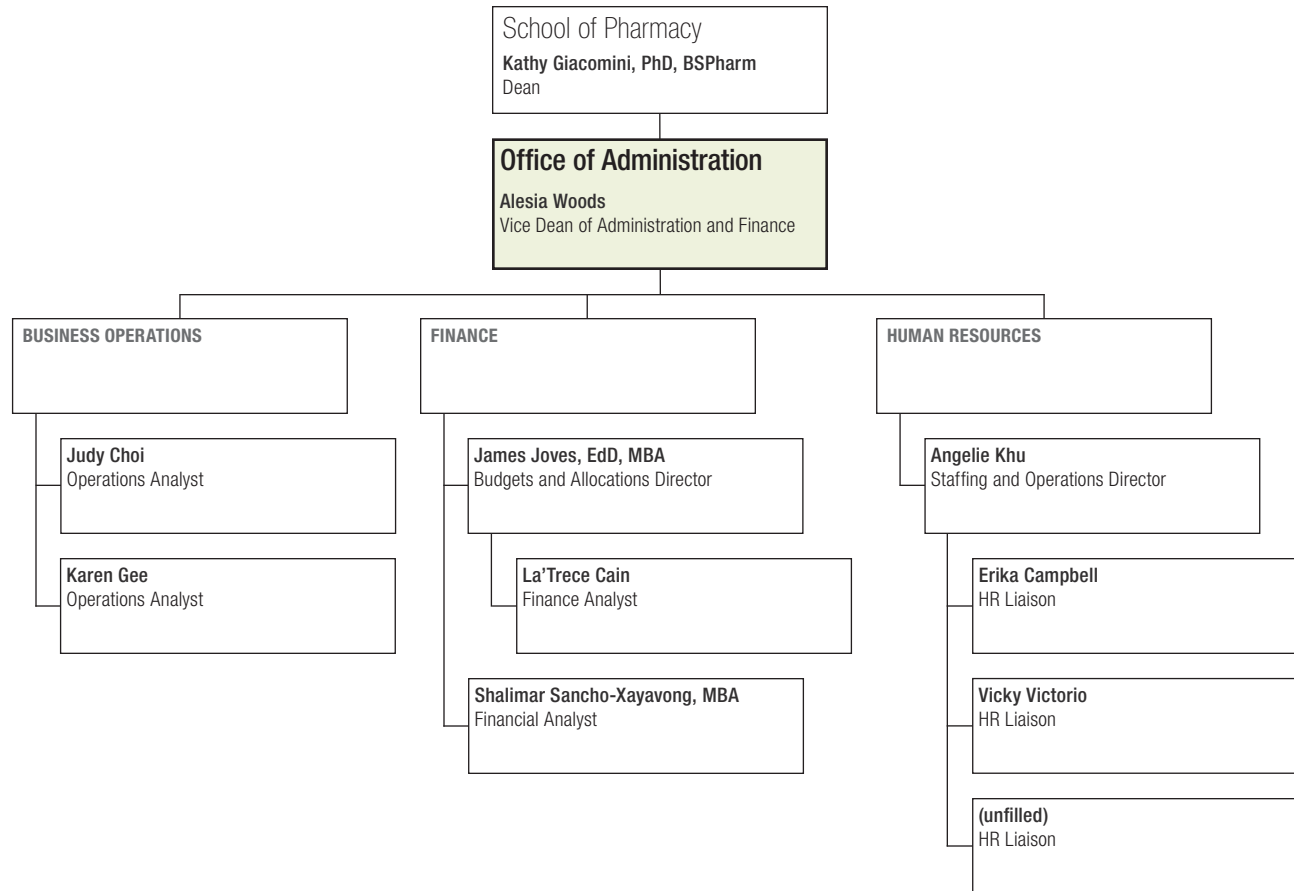 School of Pharmacy
Kathy Giacomini, PhD, BSPharm
Dean
Office of Administration
Alesia Woods
Vice Dean of Administration and Finance
BUSINESS OPERATIONS
Judy Choi
Operations Analyst
Karen Gee
Operations Analyst
FINANCE
James Joves, EdD, MBA
Budgets and Allocations Director
La’Trece Cain
Finance Analyst
Shalimar Sancho-Xayavong, MBA
Financial Analyst
HUMAN RESOURCES
Angelie Khu
Staffing and Operations Director
Erika Campbell
HR Liaison
Vicky Victorio
HR Liaison
(unfilled)
HR Liaison